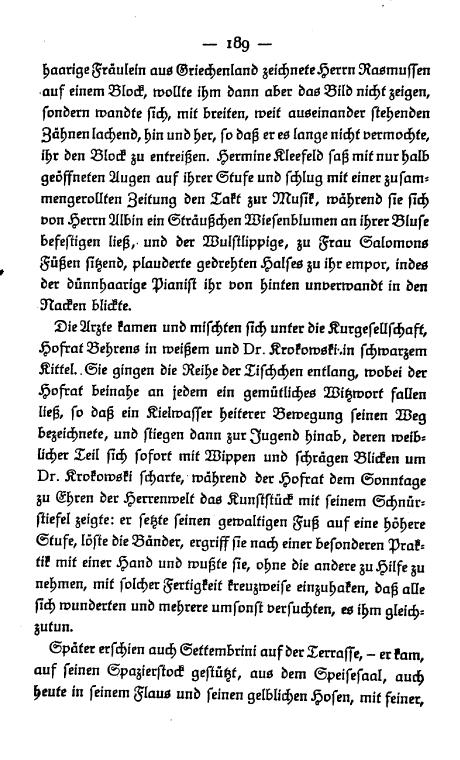 — 189 —
haarige Fräulein aus Griechenland zeichnete Herrn Rasmussen
auf einem Block, wollte ihm dann aber das Bild nicht zeigen,
sondern wandte sich, mit breiten, weit auseinander stehenden
Zähnen lachend, hin und her, so daß er es lange nicht vermochte,
ihr den Block zu entreißen. Hermine Kleefeld saß mit nur halb
geöffneten Augen auf ihrer Stufe und schlug mit einer zusam-
mengerollten Zeitung den Takt zur Musik, während sie sich
von Herrn Albin ein Sträußchen Wiesenblumen an ihrer Bluse
befestigen ließ, und der Wulstlippige, zu Frau Salomons
Füßen sitzend, plauderte gedrehten Halses zu ihr empor, indes
der dünnhaarige Pianist ihr von hinten unverwandt in den
Nacken blickte.
Die Ärzte kamen und mischten sich unter die Kurgesellschaft,
Hofrat Behrens in weißem und Dr. Krokowski in schwarzem
Kittel. Sie gingen die Reihe der Tischchen entlang, wobei der
Hofrat beinahe an jedem ein gemütliches Witzwort fallen
ließ, so daß ein Kielwasser heiterer Bewegung seinen Weg
bezeichnete, und stiegen dann zur Jugend hinab, deren weib-
licher Teil sich sofort mit Wippen und schrägen Blicken um
Dr. Krokowski scharte, während der Hofrat dem Sonntage
zu Ehren der Herrenwelt das Kunststück mit seinem Schnür-
stiefel zeigte: er setzte seinen gewaltigen Fuß auf eine höhere
Stufe, löste die Bänder, ergriff sie nach einer besonderen Prak-
tik mit einer Hand und wußte sie, ohne die andere zu Hilfe zu
nehmen, mit solcher Fertigkeit kreuzweise einzuhaken, daß alle
sich wunderten und mehrere umsonst versuchten, es ihm gleich-
zutun.
Später erschien auch Settembrini auf der Terrasse, – er kam,
auf seinen Spazierstock gestützt, aus dem Speisesaal, auch
heute in seinem Flaus und seinen gelblichen Hosen, mit feiner,